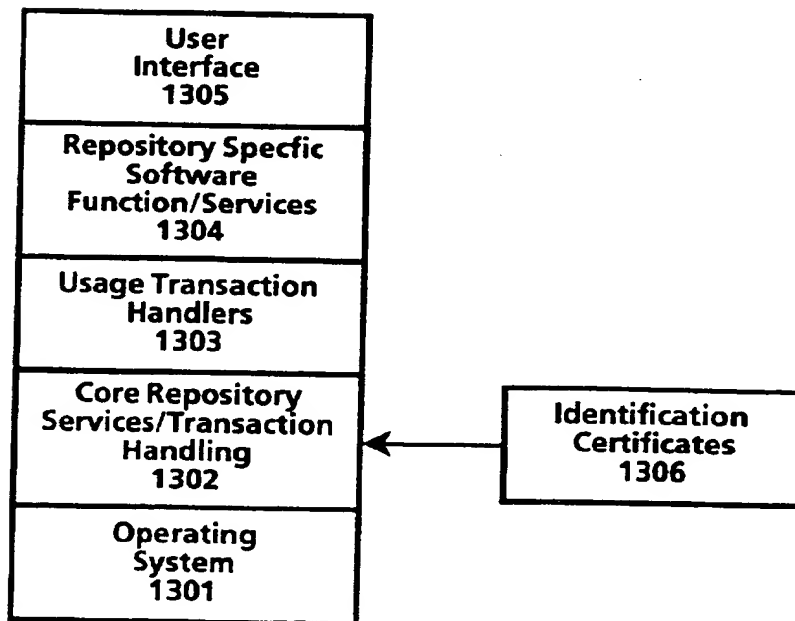 User
Interface
1305
Repository Specfic
Software
Function/Services
1304
Usage Transaction
Handlers
1303
Core Repository
Services/Transaction
Handling
1302
Operating
System
1301
Identification
Certificates
1306